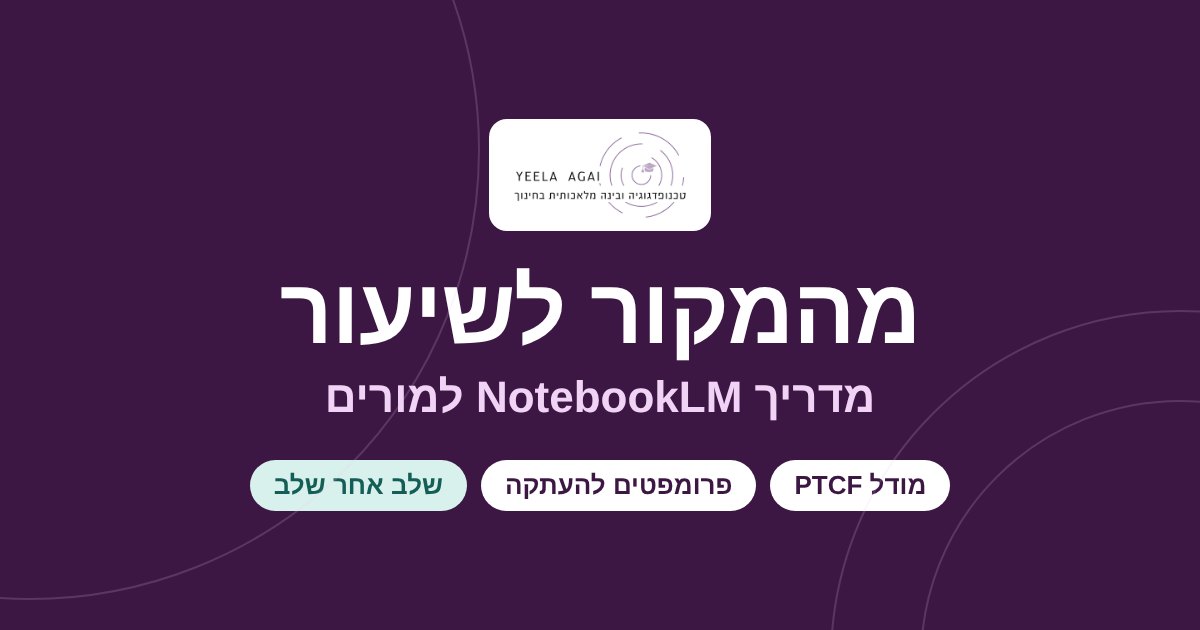 YEELA AGAI
טכנופדגוגיה ובינה מלאכותית בחינוך
מהמקור לשיעור
מדריך NotebookLM למורים
מודל PTCF
פרומפטים להעתקה
שלב אחר שלב